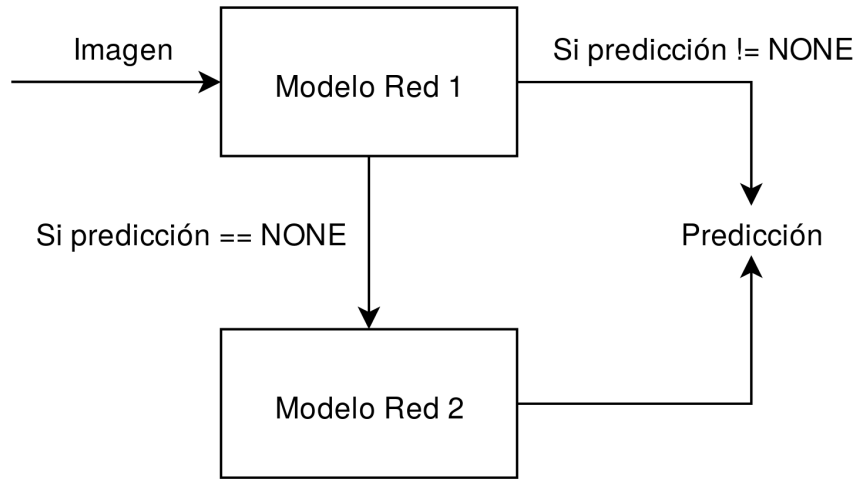 Imagen
Si predicción != NONE
Modelo Red 1
Si predicción == NONE
Predicción
Modelo Red 2